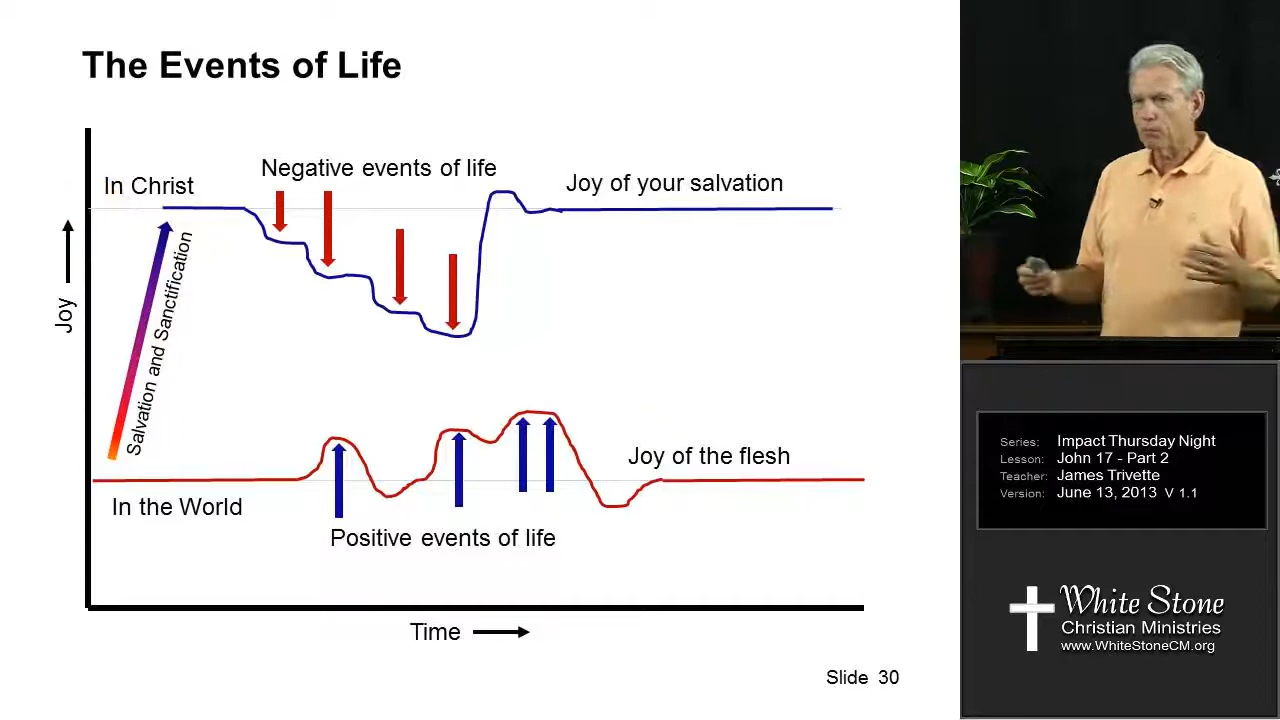 The Events of Life
Negative events of life
In Christ
Joy of your salvation
Joy
Salvation and Sanctification
Joy of the flesh
In the World
Positive events of life
Time
Slide 30
Series: Impact Thursday Night
Lesson: John 17 - Part 2
Teacher: James Trivette
Version: June 13, 2013 V 1.1
White Stone
Christian Ministries
www.WhiteStoneCM.org